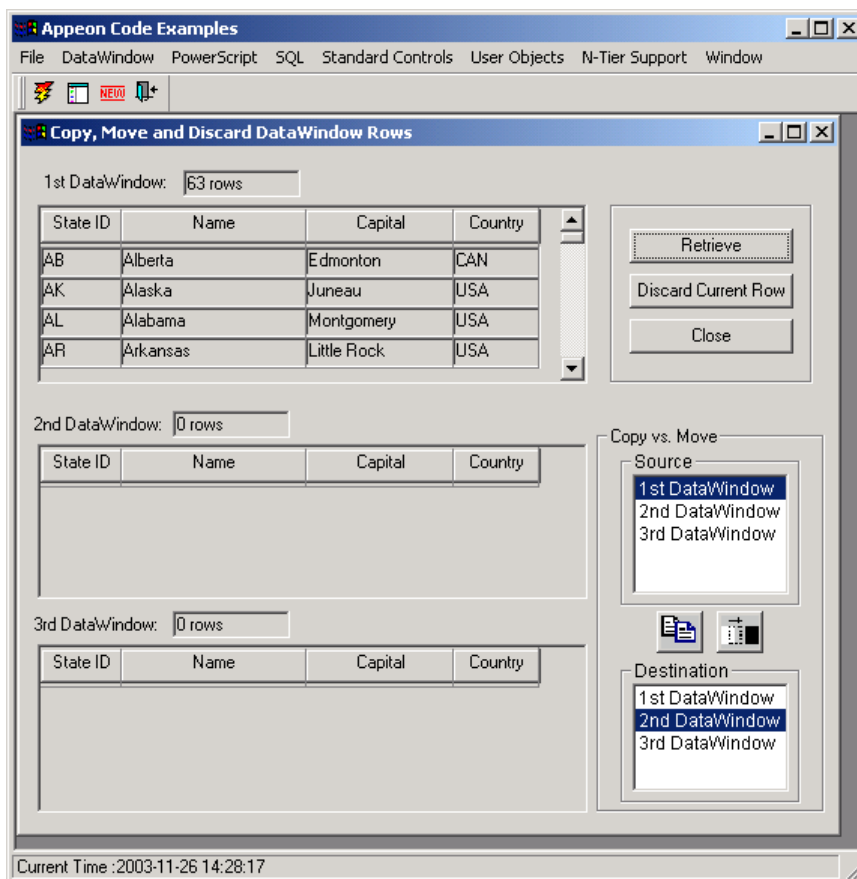 Appeon Code Examples
File DataWindow PowerScript SQL Standard Controls User Objects N-Tier Support Window
NEW
Copy, Move and Discard DataWindow Rows
1st DataWindow: 63 rows
State ID Name Capital Country
AB Alberta Edmonton CAN
AK Alaska Juneau USA
AL Alabama Montgomery USA
AR Arkansas Little Rock USA
Retrieve
Discard Current Row
Close
2nd DataWindow: 0 rows
State ID Name Capital Country
3rd DataWindow: 0 rows
State ID Name Capital Country
Copy vs. Move
Source
1st DataWindow
2nd DataWindow
3rd DataWindow
Destination
1st DataWindow
2nd DataWindow
3rd DataWindow
Current Time :2003-11-26 14:28:17